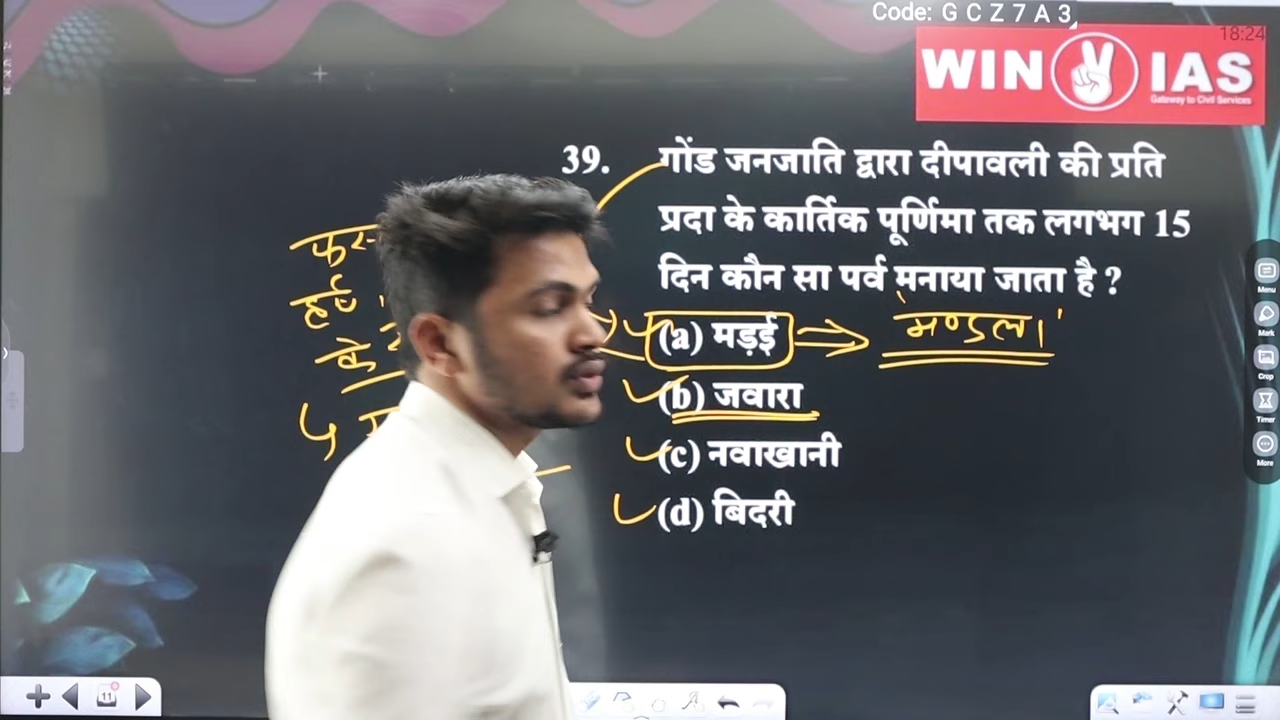 Code: G C Z 7 A 3
18:24
WIN IAS
Gateway to Civil Services
39. गोंड जनजाति द्वारा दीपावली की प्रति
प्रदा के कार्तिक पूर्णिमा तक लगभग 15
दिन कौन सा पर्व मनाया जाता है ?
(a) मड़ई
'मण्डला'
(b) जवारा
(c) नवाखानी
(d) बिदरी
के
Menu
Mark
Crop
Timer
More
11